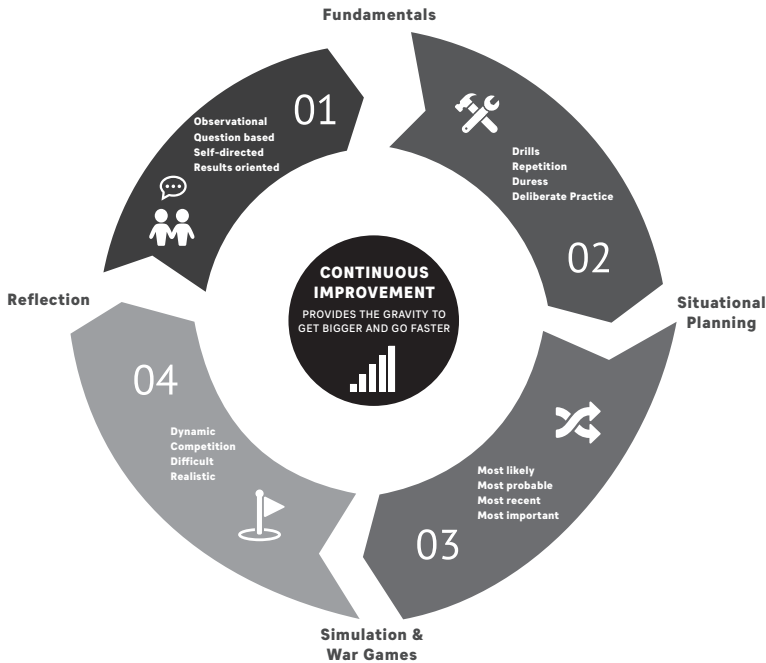 Fundamentals
01
Observational
Question based
Self-directed
Results oriented
Drills
Repetition
Duress
Deliberate Practice
02
Reflection
CONTINUOUS
IMPROVEMENT
PROVIDES THE GRAVITY TO
GET BIGGER AND GO FASTER
Situational
Planning
04
Dynamic
Competition
Difficult
Realistic
Most likely
Most probable
Most recent
Most important
03
Simulation &
War Games